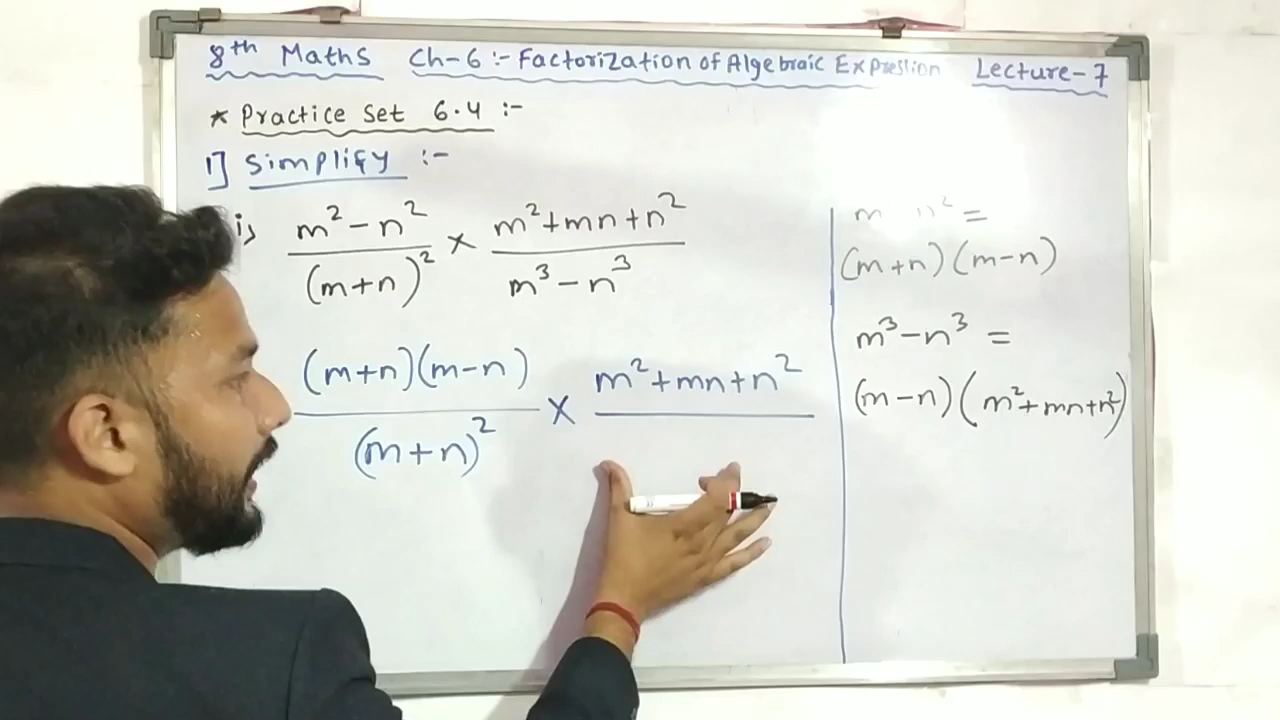 8th Maths Ch-6 :- Factorization of Algebraic Expression Lecture-7
* Practice Set 6.4 :-
1] Simplify :-
i> m² - n² / (m+n)² × m²+mn+n² / m³ - n³
(m+n)(m-n) / (m+n)² × m²+mn+n² /
m n² =
(m+n)(m-n)
m³-n³ =
(m-n)(m²+mn+n²)